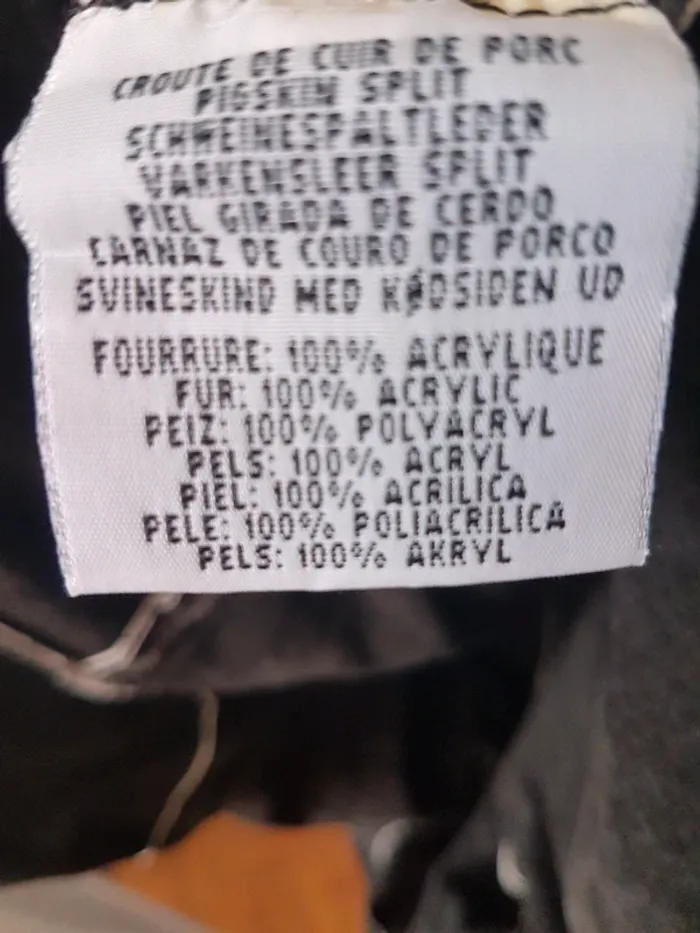 CROUTE DE CUIR DE PORC
PIGSKIN SPLIT
SCHWEINESPALTLEDER
VARKENSLEER SPLIT
PIEL GIRADA DE CERDO
CARNAZ DE COURO DE PORCO
SVINESKIND MED KØDSIDEN UD
FOURRURE: 100% ACRYLIQUE
FUR: 100% ACRYLIC
PEIZ: 100% POLYACRYL
PELS: 100% ACRYL
PIEL: 100% ACRILICA
PELE: 100% POLIACRILICA
PELS: 100% AKRYL